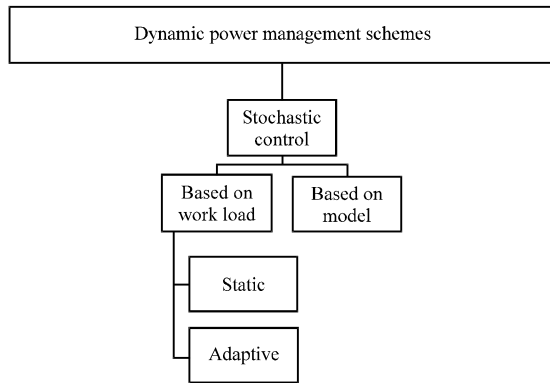 Dynamic power management schemes
Stochastic
control
Based on
work load
Based on
model
Static
Adaptive